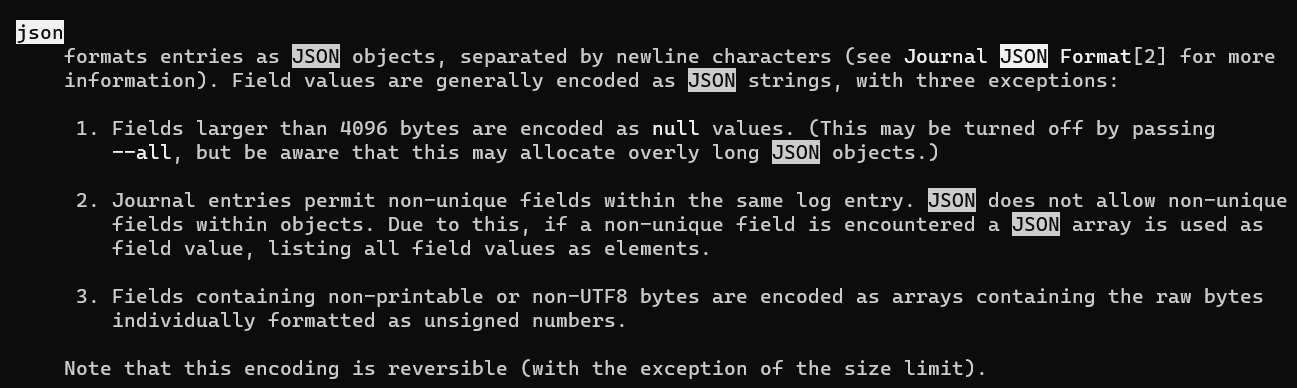 json
formats entries as JSON objects, separated by newline characters (see Journal JSON Format[2] for more
information). Field values are generally encoded as JSON strings, with three exceptions:
1. Fields larger than 4096 bytes are encoded as null values. (This may be turned off by passing
--all, but be aware that this may allocate overly long JSON objects.)
2. Journal entries permit non-unique fields within the same log entry. JSON does not allow non-unique
fields within objects. Due to this, if a non-unique field is encountered a JSON array is used as
field value, listing all field values as elements.
3. Fields containing non-printable or non-UTF8 bytes are encoded as arrays containing the raw bytes
individually formatted as unsigned numbers.
Note that this encoding is reversible (with the exception of the size limit).